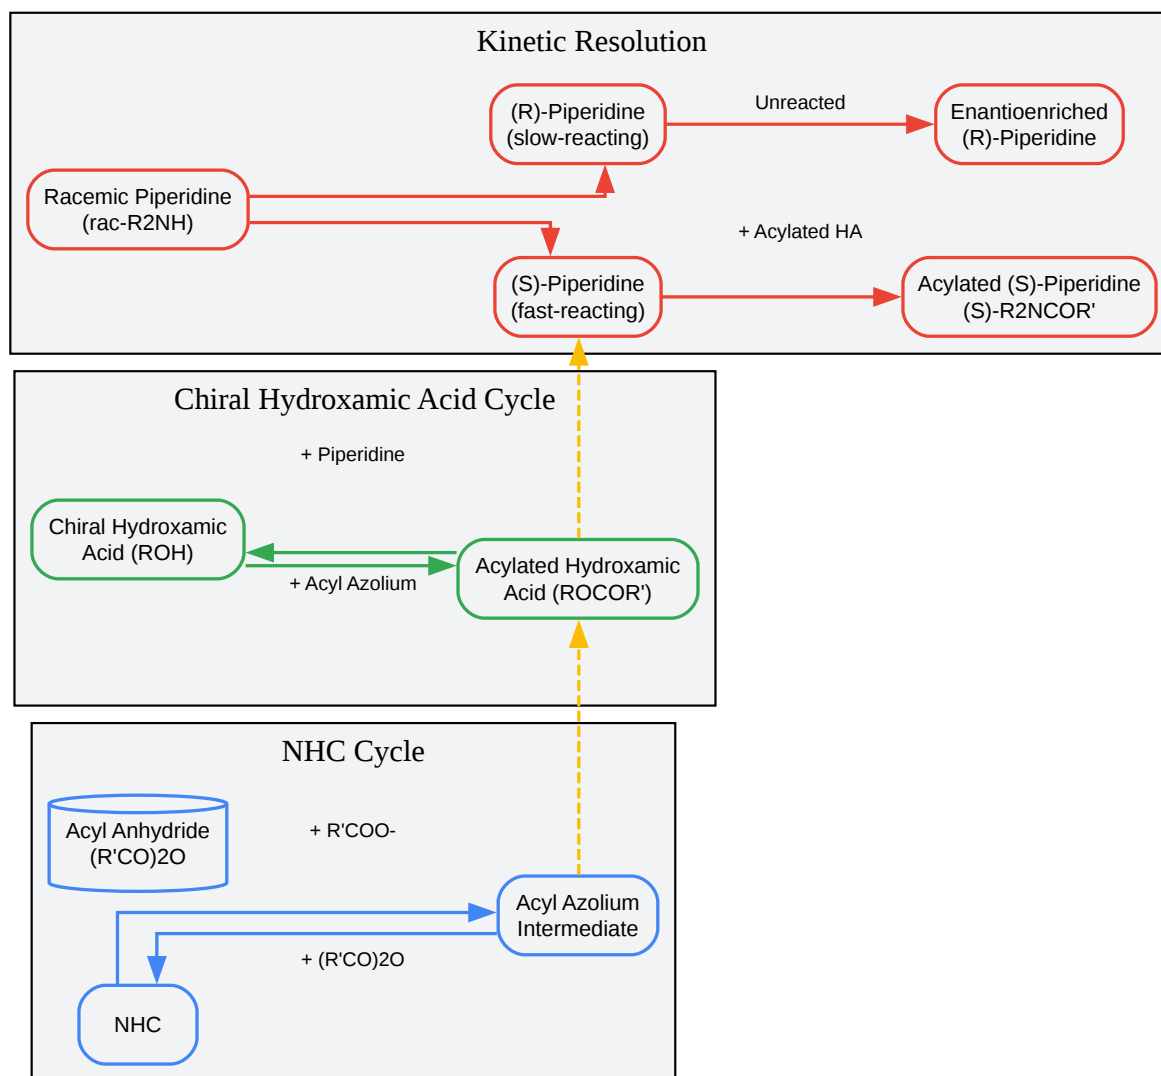 Kinetic Resolution
(R)-Piperidine
(slow-reacting)
Unreacted
Enantioenriched
(R)-Piperidine
Racemic Piperidine
(rac-R2NH)
+ Acylated HA
(S)-Piperidine
(fast-reacting)
Acylated (S)-Piperidine
(S)-R2NCOR'
Chiral Hydroxamic Acid Cycle
+ Piperidine
Chiral Hydroxamic
Acid (ROH)
+ Acyl Azolium
Acylated Hydroxamic
Acid (ROCOR')
NHC Cycle
Acyl Anhydride
(R'CO)2O
+ R'COO-
Acyl Azolium
Intermediate
+ (R'CO)2O
NHC